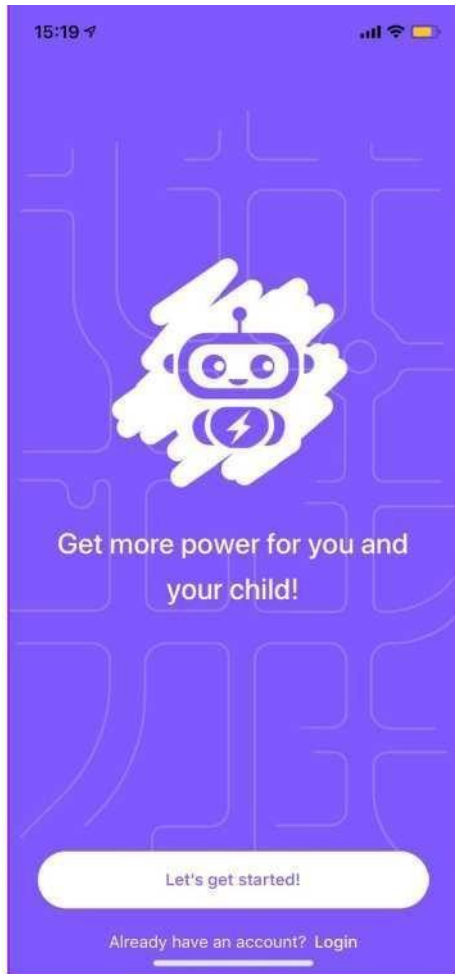 15:19
Get more power for you and
your child!
Let's get started!
Already have an account? Login